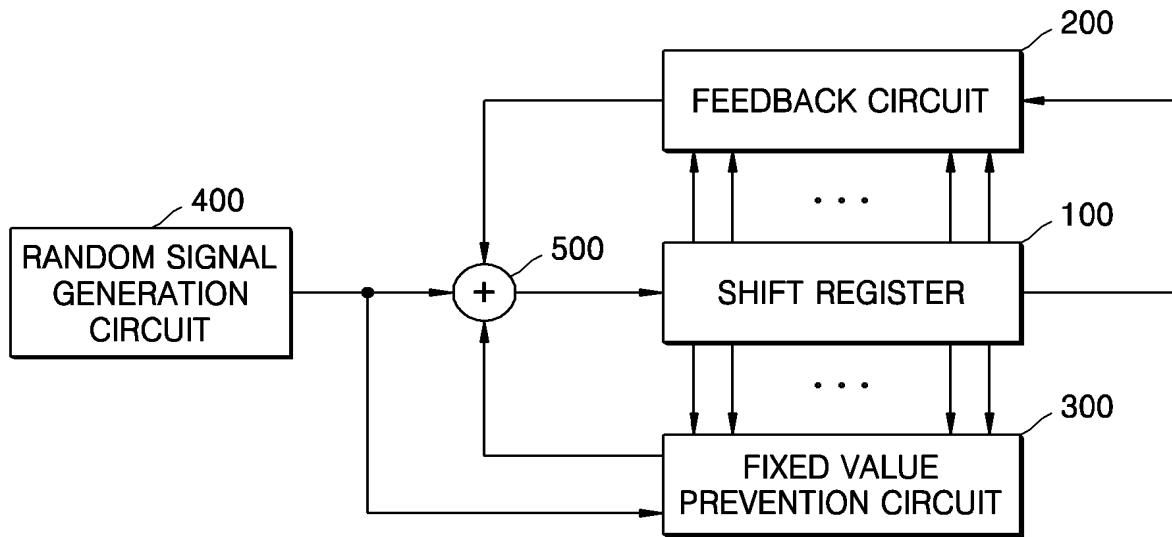 200
FEEDBACK CIRCUIT
. . .
400
RANDOM SIGNAL
GENERATION
CIRCUIT
500
+
100
SHIFT REGISTER
. . .
300
FIXED VALUE
PREVENTION CIRCUIT